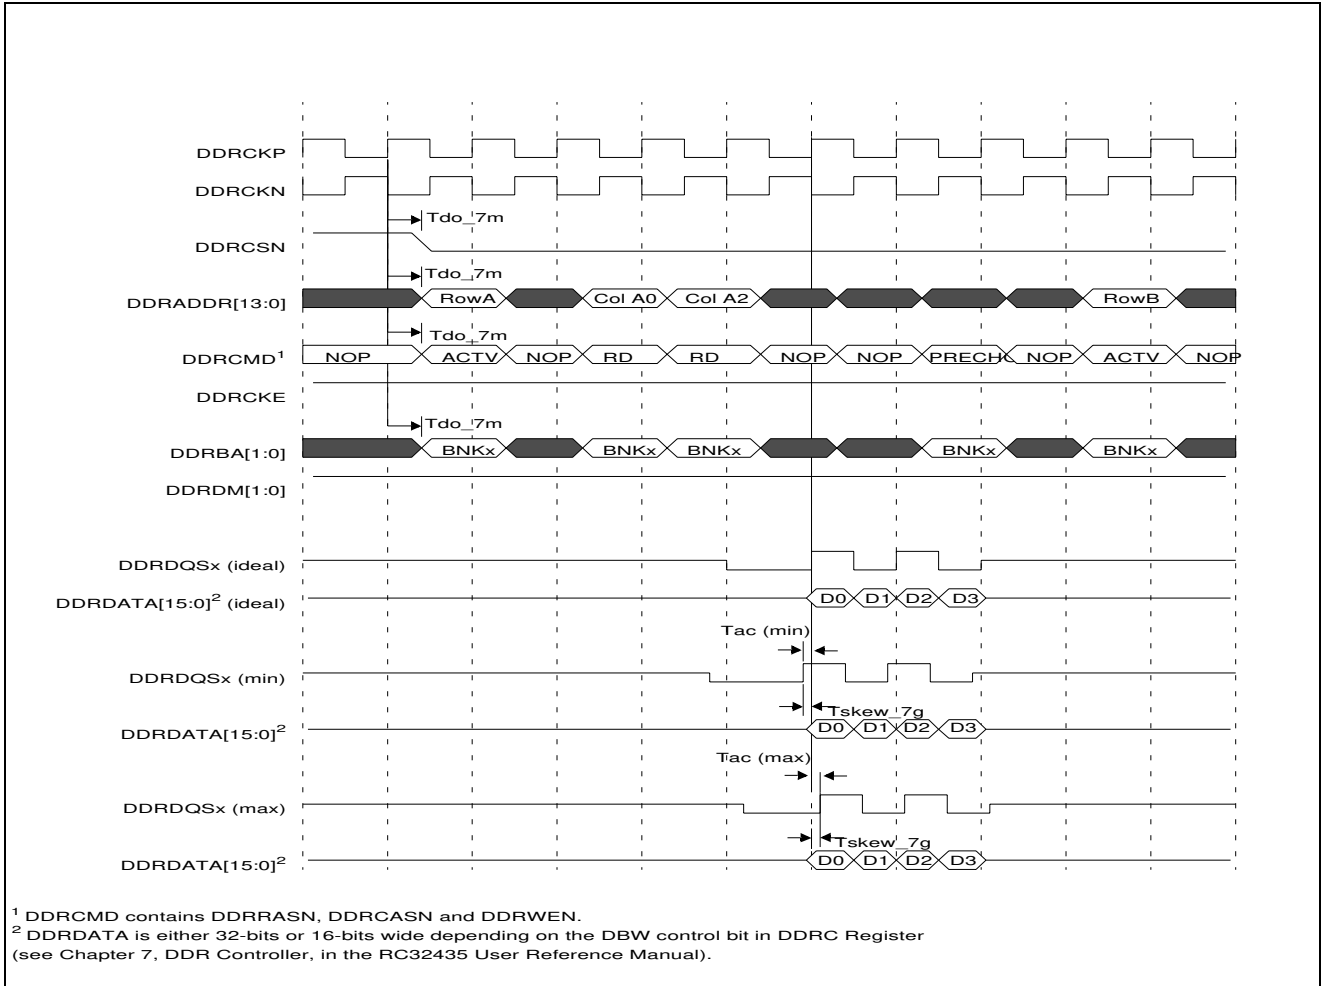 DDRCKP
DDRCKN
Tdo_7m
DDRCSN
Tdo_7m
DDRADDR[13:0] RowA Col A0 Col A2 RowB
Tdo_7m
DDRCMD1 NOP ACTV NOP RD RD NOP NOP PRECHG NOP ACTV NOP
DDRCKE
Tdo_7m
DDRBA[1:0] BNKx BNKx BNKx BNKx BNKx
DDRDM[1:0]
DDRDQSx (ideal)
DDRDATA[15:0]2 (ideal) D0 D1 D2 D3
Tac (min)
DDRDQSx (min)
Tskew_7g
DDRDATA[15:0]2 D0 D1 D2 D3
Tac (max)
DDRDQSx (max)
Tskew_7g
DDRDATA[15:0]2 D0 D1 D2 D3
1 DDRCMD contains DDRRASN, DDRCASN and DDRWEN.
2 DDRDATA is either 32-bits or 16-bits wide depending on the DBW control bit in DDRC Register
(see Chapter 7, DDR Controller, in the RC32435 User Reference Manual).